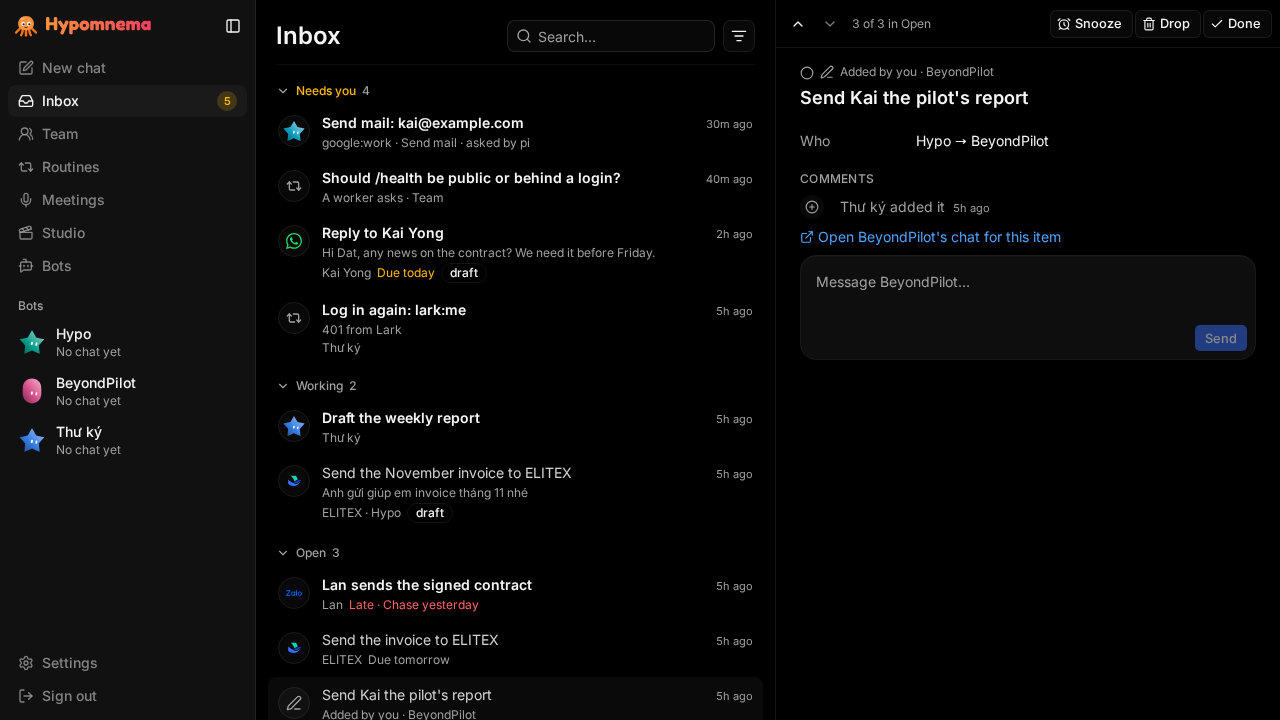 Hypomnema
New chat
Inbox
5
Team
Routines
Meetings
Studio
Bots
Bots
Hypo
No chat yet
BeyondPilot
No chat yet
Thư ký
No chat yet
Settings
Sign out
Inbox
Search...
Needs you 4
Send mail: kai@example.com
30m ago
google:work · Send mail · asked by pi
Should /health be public or behind a login?
40m ago
A worker asks · Team
Reply to Kai Yong
2h ago
Hi Dat, any news on the contract? We need it before Friday.
Kai Yong Due today draft
Log in again: lark:me
5h ago
401 from Lark
Thư ký
Working 2
Draft the weekly report
5h ago
Thư ký
Send the November invoice to ELITEX
5h ago
Anh gửi giúp em invoice tháng 11 nhé
ELITEX · Hypo draft
Open 3
Zalo
Lan sends the signed contract
5h ago
Lan Late · Chase yesterday
Send the invoice to ELITEX
5h ago
ELITEX Due tomorrow
Send Kai the pilot's report
5h ago
Added by you · BeyondPilot
3 of 3 in Open
Snooze
Drop
Done
Added by you · BeyondPilot
Send Kai the pilot's report
Who
Hypo → BeyondPilot
COMMENTS
Thư ký added it 5h ago
Open BeyondPilot's chat for this item
Message BeyondPilot...
Send